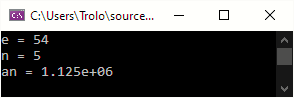 C:\Users\Trolo\source...
e = 54
n = 5
an = 1.125e+06